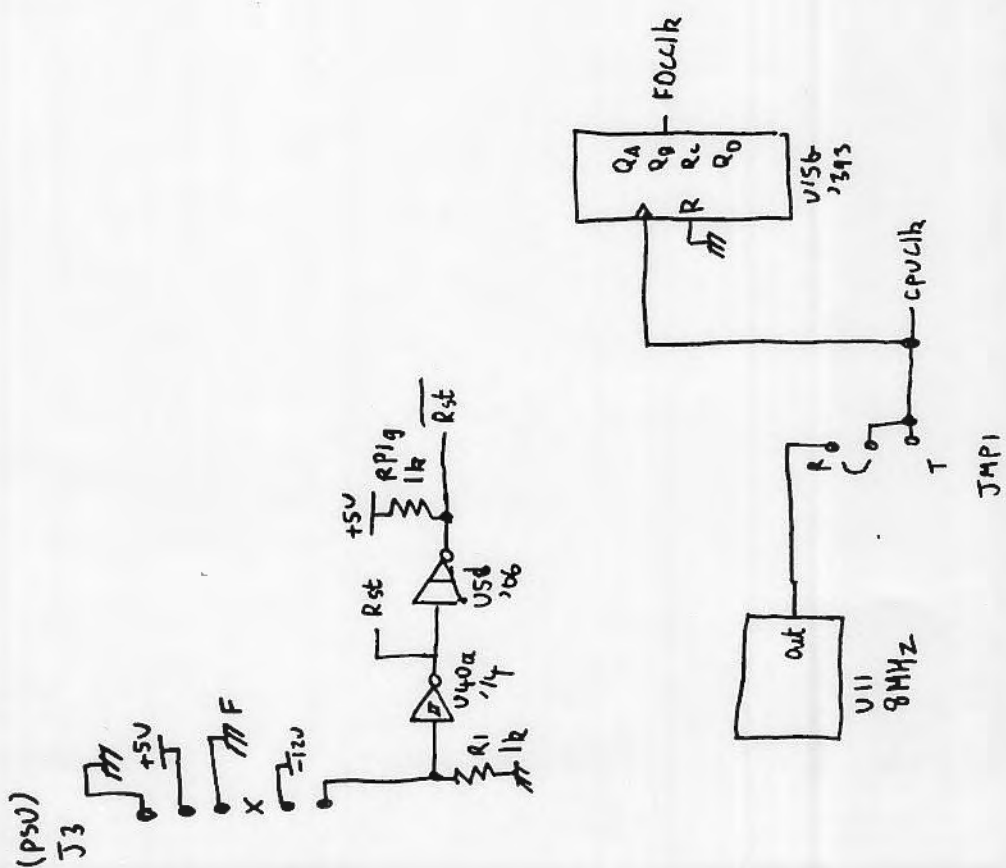 (PSU)
J3
+5V
F
X
-12V
R1
1k
U40a
'14
Rst
U5d
'06
+5V
RP1g
1k
Rst
U11
8MHz
Out
R
C
T
JMP1
CPUClk
R
QA
QB
QC
QD
U15b
'393
FDCClk